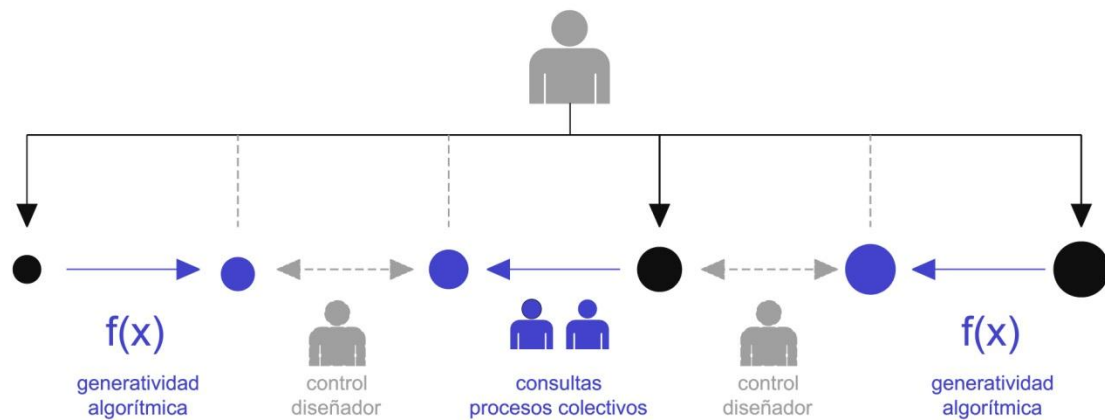 f(x)
generatividad
algorítmica
control
diseñador
consultas
procesos colectivos
control
diseñador
f(x)
generatividad
algorítmica